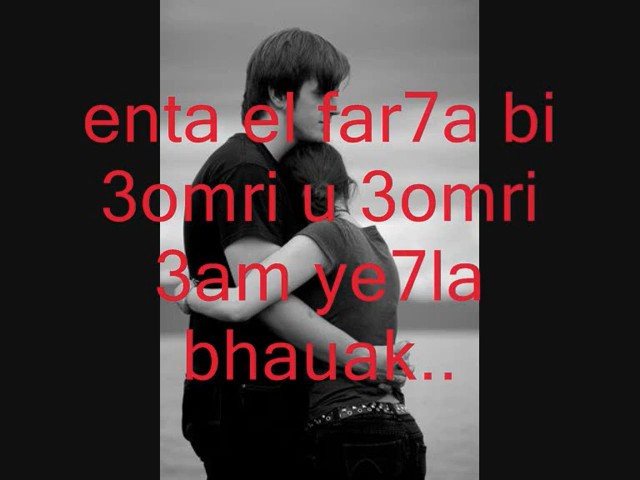 enta el far7a bi
3omri u 3omri
3am ye7la
bhauak..